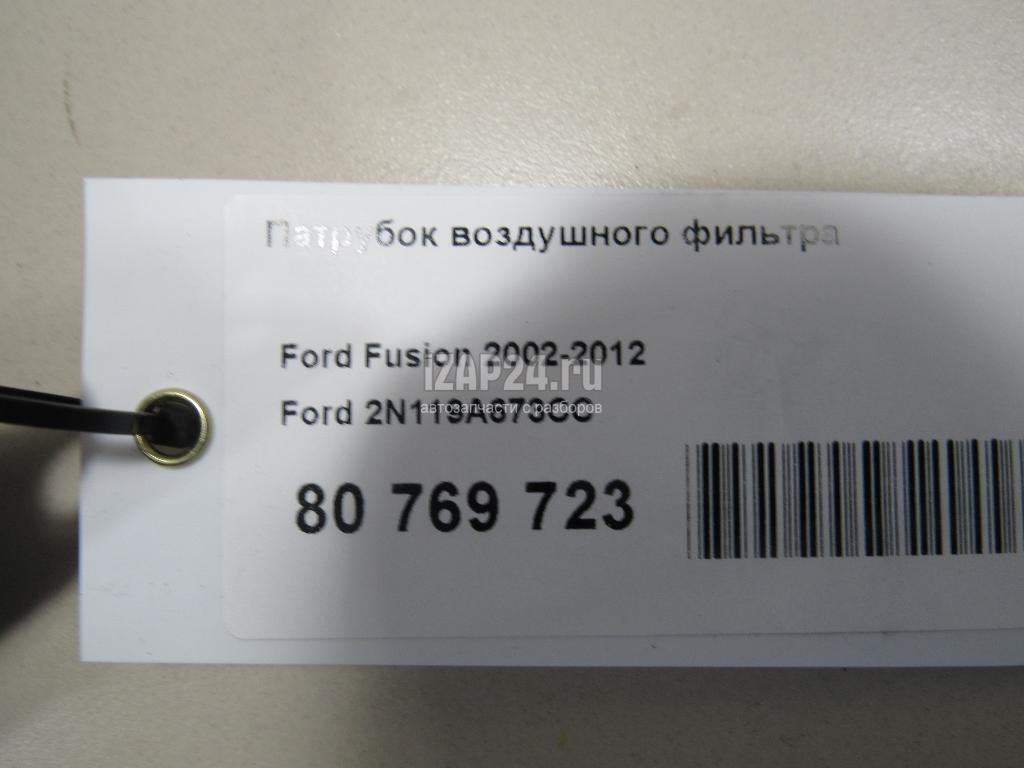 Патрубок воздушного фильтра
Ford Fusion 2002-2012
IZAP24.ru
Ford 2N119A673CC
автозапчасти с разборов
80 769 723